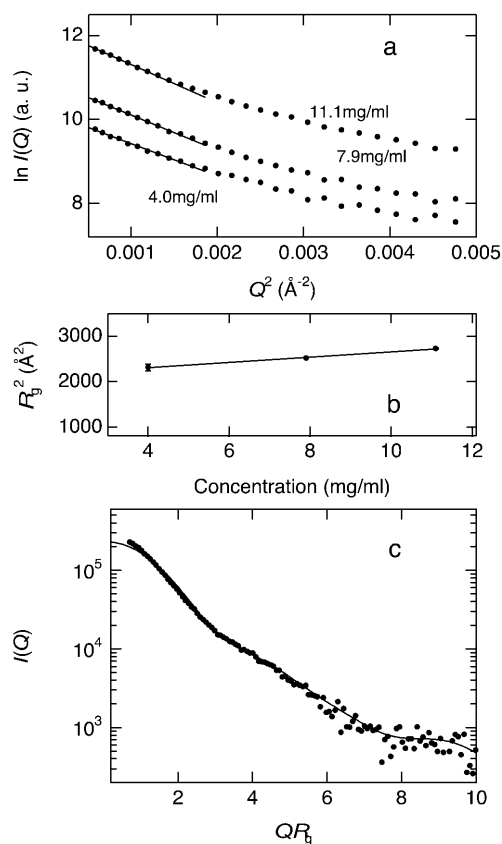 12
a
ln I(Q) (a. u.)
11.1mg/ml
10
7.9mg/ml
4.0mg/ml
8
0.001 0.002 0.003 0.004 0.005
Q² (Å⁻²)
3000
Rg² (Å²)
2000
b
1000
4 6 8 10 12
Concentration (mg/ml)
c
10⁵
I(Q)
10⁴
10³
2 4 6 8 10
QRg